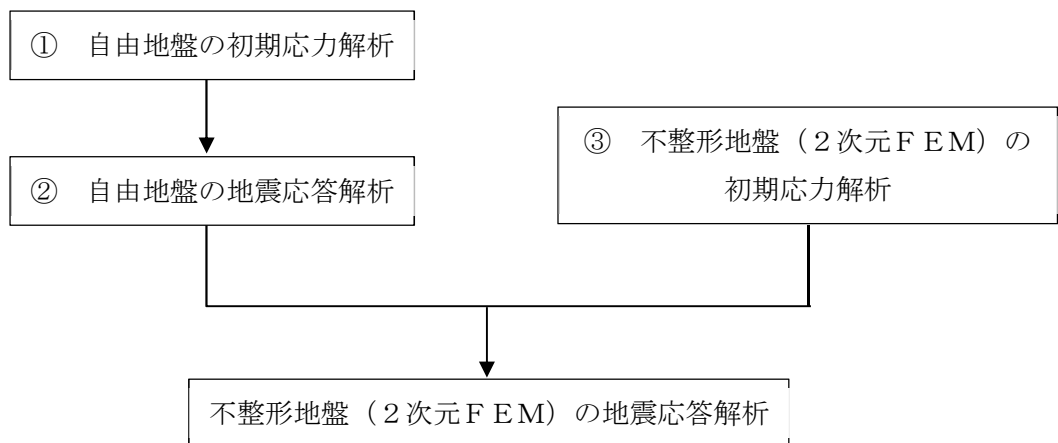 ① 自由地盤の初期応力解析
② 自由地盤の地震応答解析
③ 不整形地盤（２次元ＦＥＭ）の
初期応力解析
不整形地盤（２次元ＦＥＭ）の地震応答解析